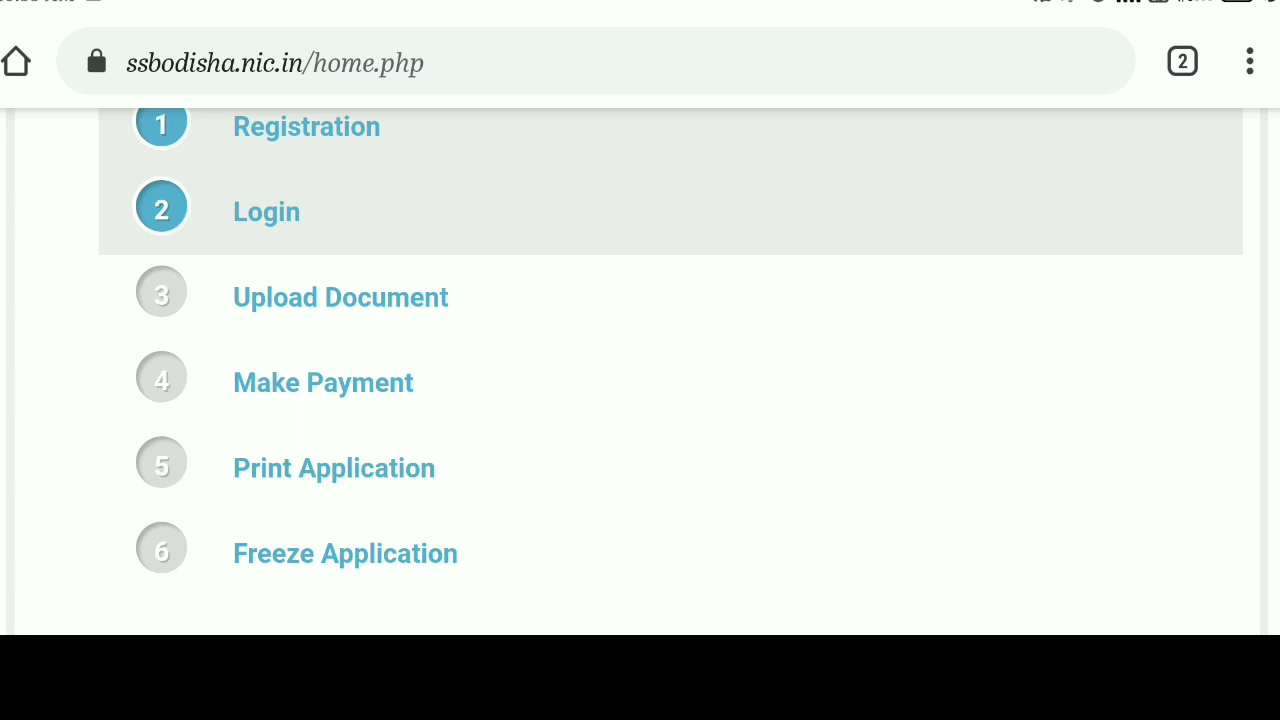 ssbodisha.nic.in/home.php
2
1 Registration
2 Login
3 Upload Document
4 Make Payment
5 Print Application
6 Freeze Application